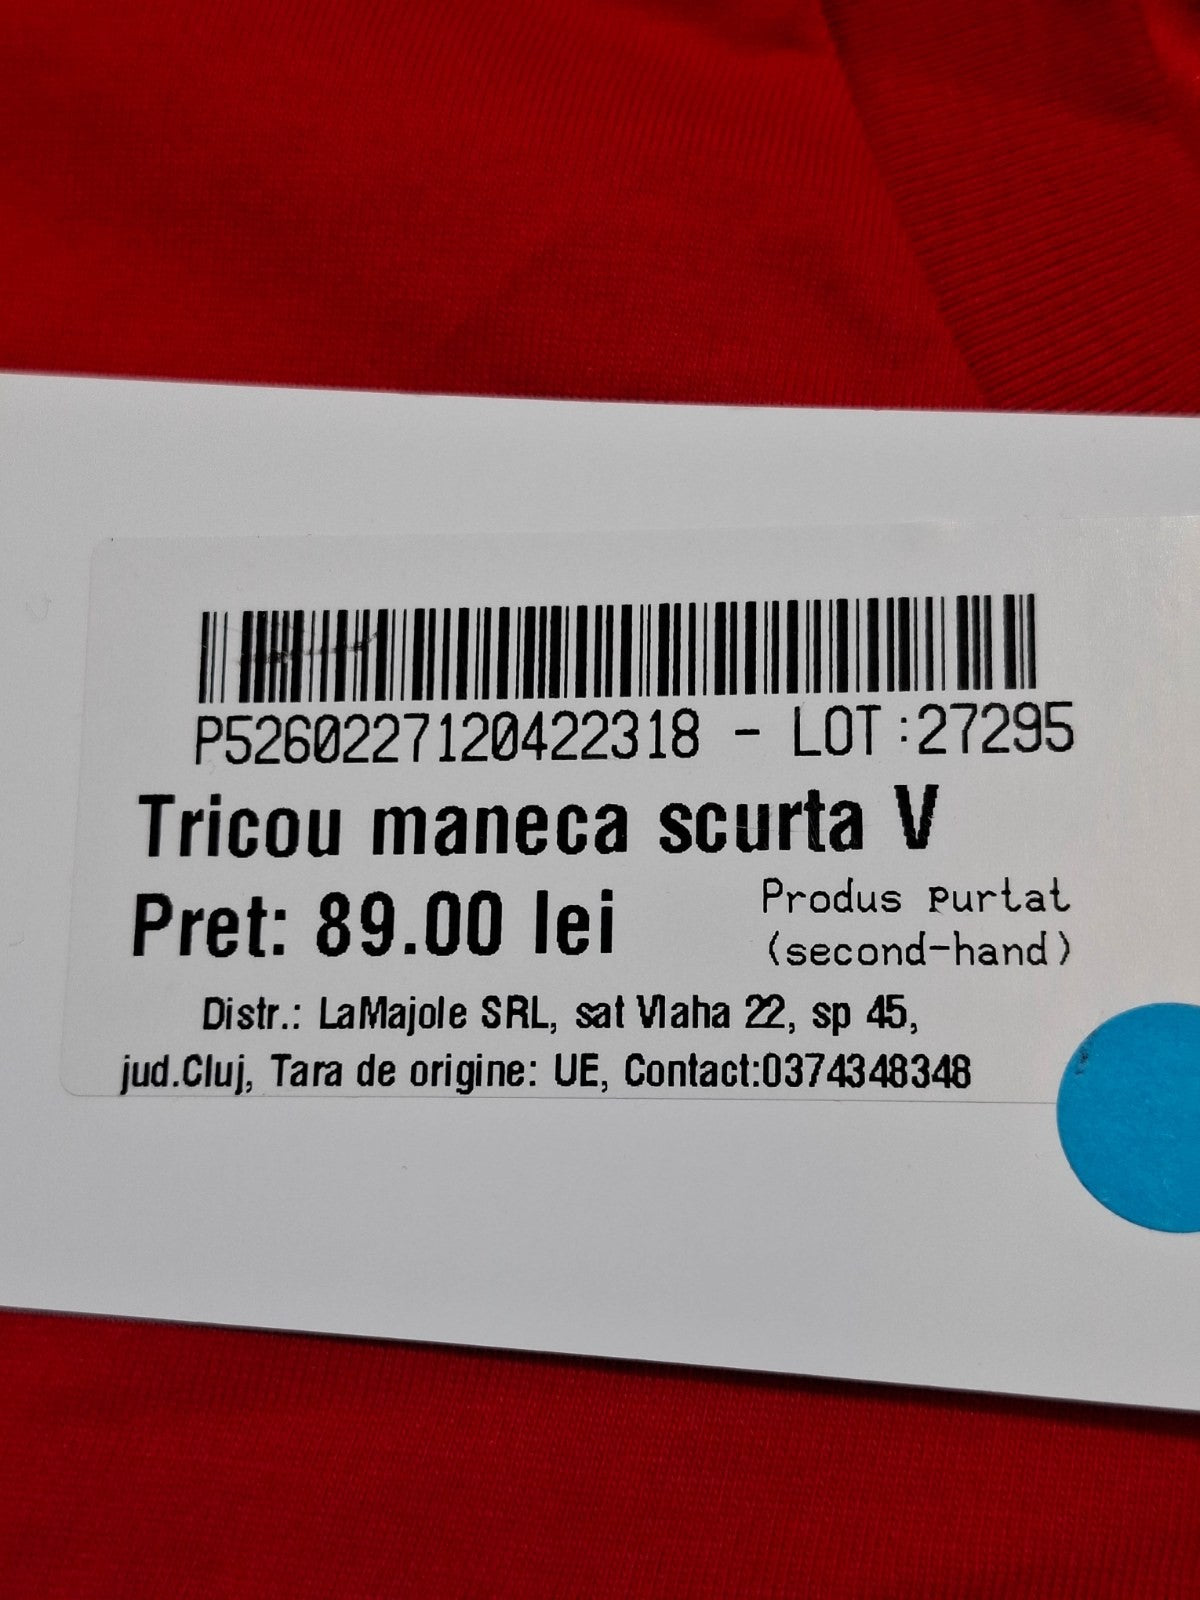 P5260227120422318 - LOT:27295
Tricou maneca scurta V
Pret: 89.00 lei
Produs purtat
(second-hand)
Distr.: LaMajole SRL, sat Vlaha 22, sp 45,
jud.Cluj, Tara de origine: UE, Contact:0374348348